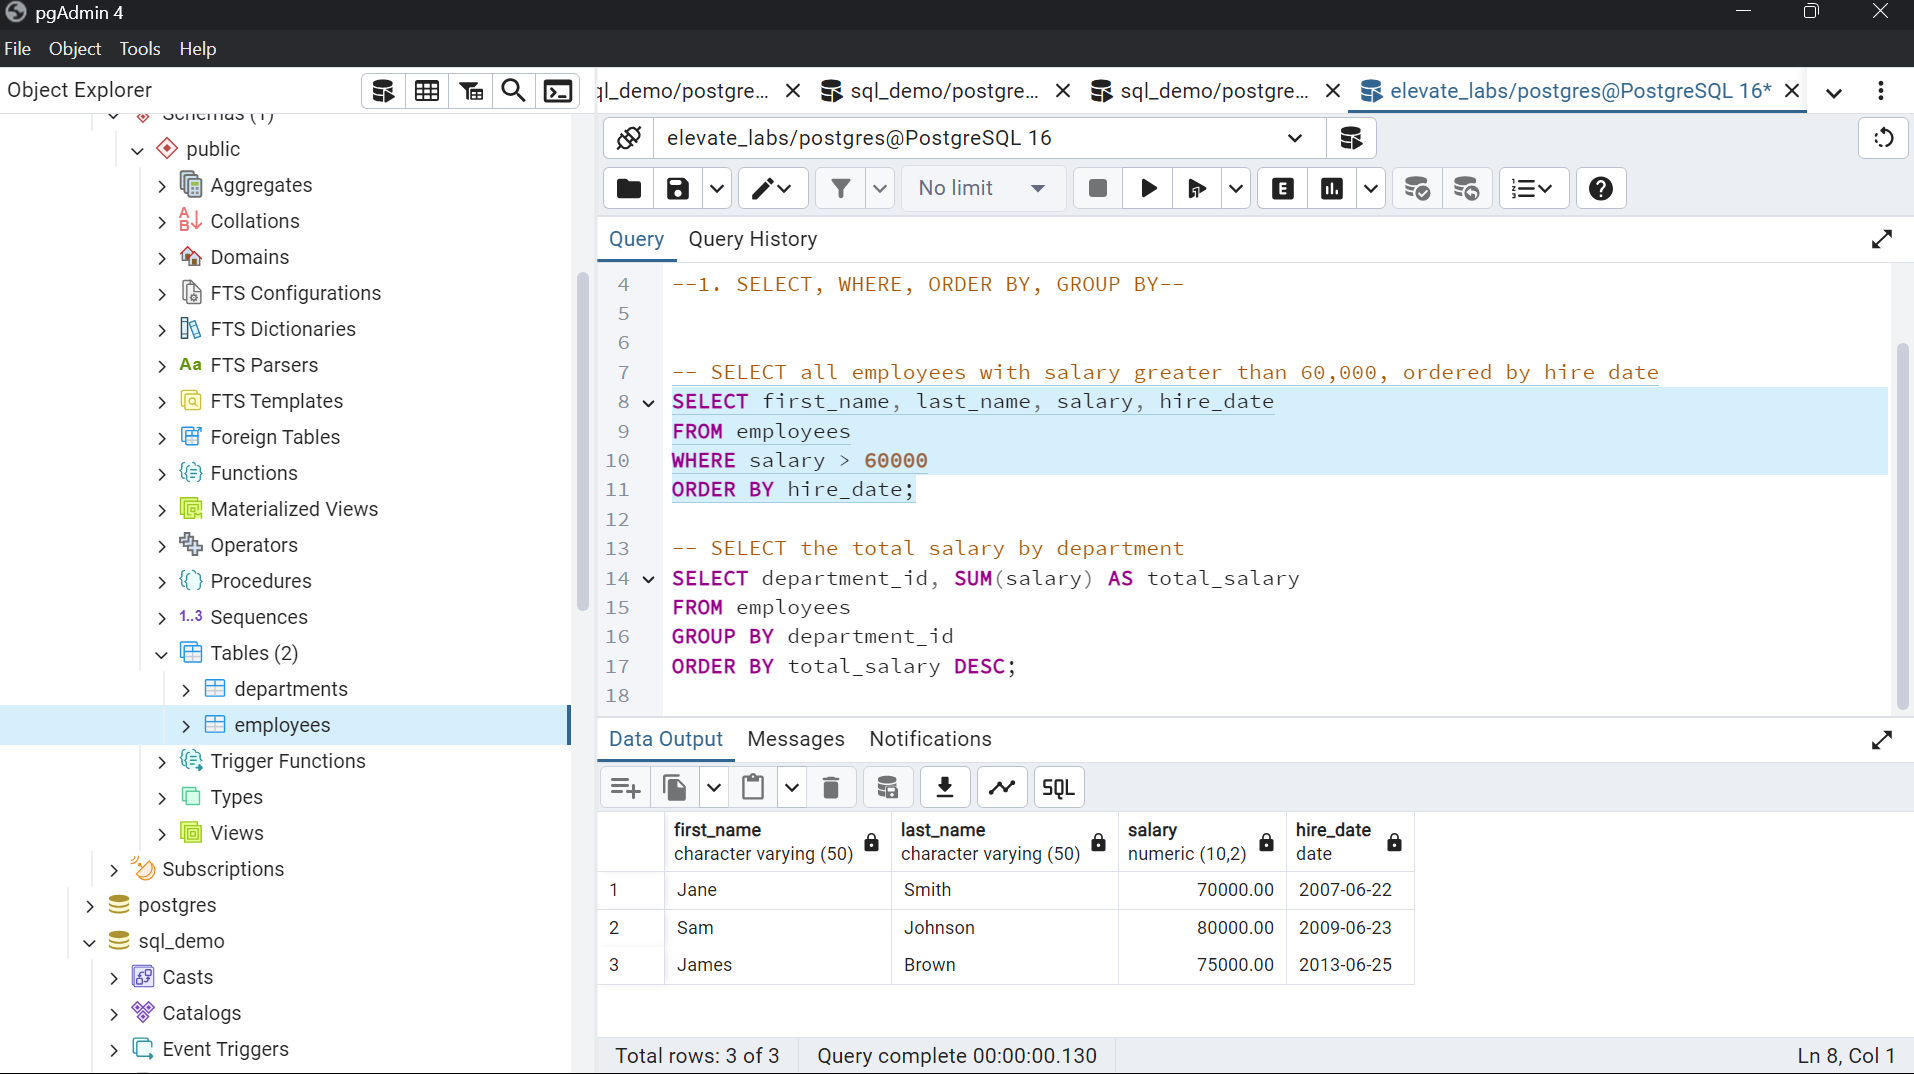 pgAdmin 4
File Object Tools Help
Object Explorer
ql_demo/postgre... sql_demo/postgre... sql_demo/postgre... elevate_labs/postgres@PostgreSQL 16*
elevate_labs/postgres@PostgreSQL 16
No limit
E
Query Query History
Schemas (1)
public
Aggregates
Collations
Domains
FTS Configurations
FTS Dictionaries
Aa FTS Parsers
FTS Templates
Foreign Tables
Functions
Materialized Views
Operators
Procedures
1..3 Sequences
Tables (2)
departments
employees
Trigger Functions
Types
Views
Subscriptions
postgres
sql_demo
Casts
Catalogs
Event Triggers
4 --1. SELECT, WHERE, ORDER BY, GROUP BY--
5
6
7 -- SELECT all employees with salary greater than 60,000, ordered by hire date
8 SELECT first_name, last_name, salary, hire_date
9 FROM employees
10 WHERE salary > 60000
11 ORDER BY hire_date;
12
13 -- SELECT the total salary by department
14 SELECT department_id, SUM(salary) AS total_salary
15 FROM employees
16 GROUP BY department_id
17 ORDER BY total_salary DESC;
18
Data Output Messages Notifications
SQL
first_name last_name salary hire_date
character varying (50) character varying (50) numeric (10,2) date
1 Jane Smith 70000.00 2007-06-22
2 Sam Johnson 80000.00 2009-06-23
3 James Brown 75000.00 2013-06-25
Total rows: 3 of 3 Query complete 00:00:00.130 Ln 8, Col 1